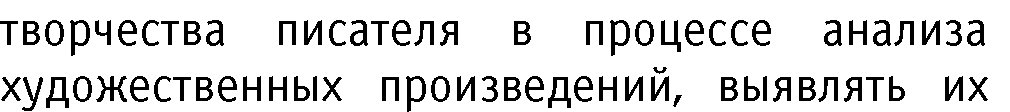 творчества писателя в процессе анализа
художественных произведений, выявлять их